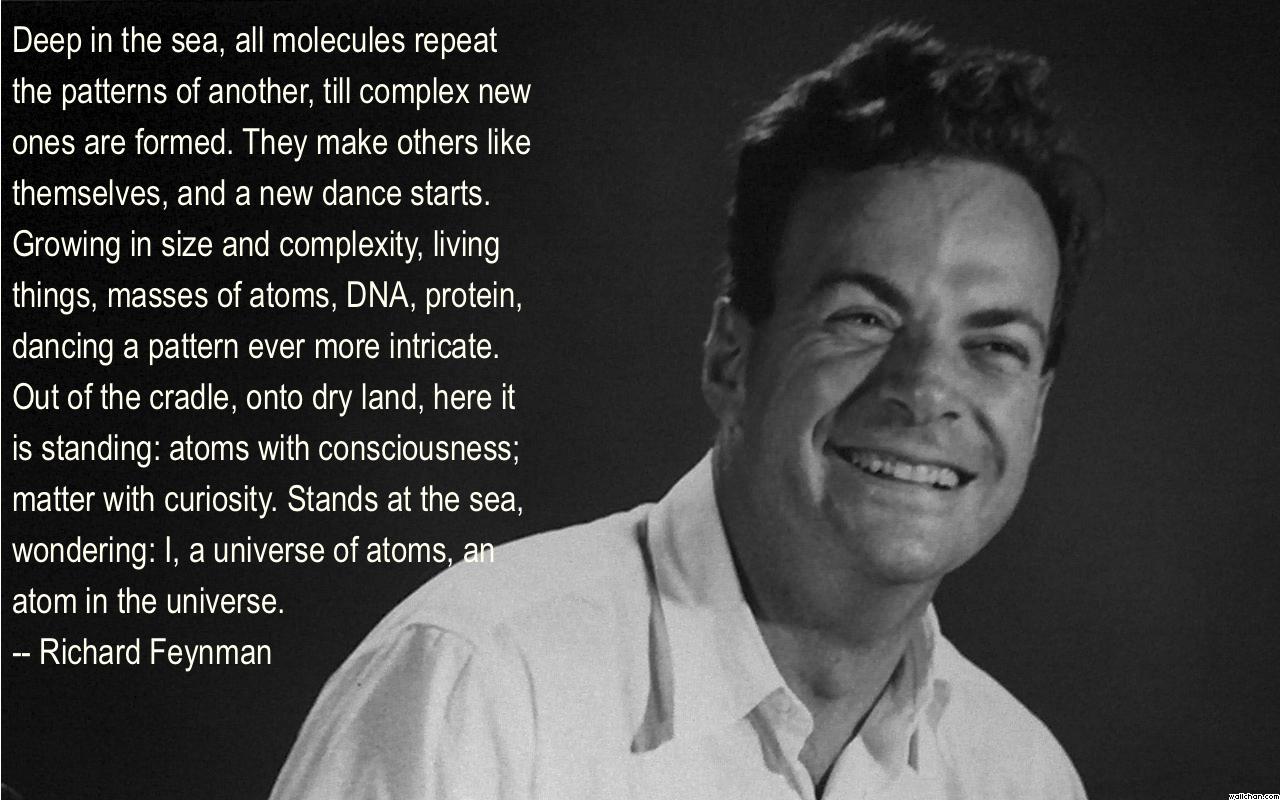 Deep in the sea, all molecules repeat
the patterns of another, till complex new
ones are formed. They make others like
themselves, and a new dance starts.
Growing in size and complexity, living
things, masses of atoms, DNA, protein,
dancing a pattern ever more intricate.
Out of the cradle, onto dry land, here it
is standing: atoms with consciousness;
matter with curiosity. Stands at the sea,
wondering: I, a universe of atoms, an
atom in the universe.
-- Richard Feynman
wallchan.com